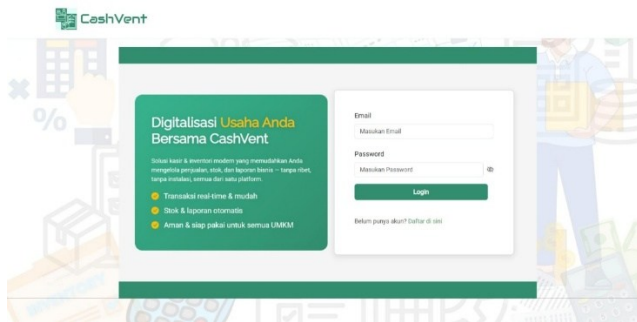 CashVent
Digitalisasi Usaha Anda
Bersama CashVent
Solusi kasir & inventori modern yang memudahkan Anda
mengelola penjualan, stok, dan laporan bisnis — tanpa ribet,
tanpa instalasi, semua dari satu platform.
Transaksi real-time & mudah
Stok & laporan otomatis
Aman & siap pakai untuk semua UMKM
Email
Masukan Email
Password
Masukan Password
Login
Belum punya akun? Daftar di sini